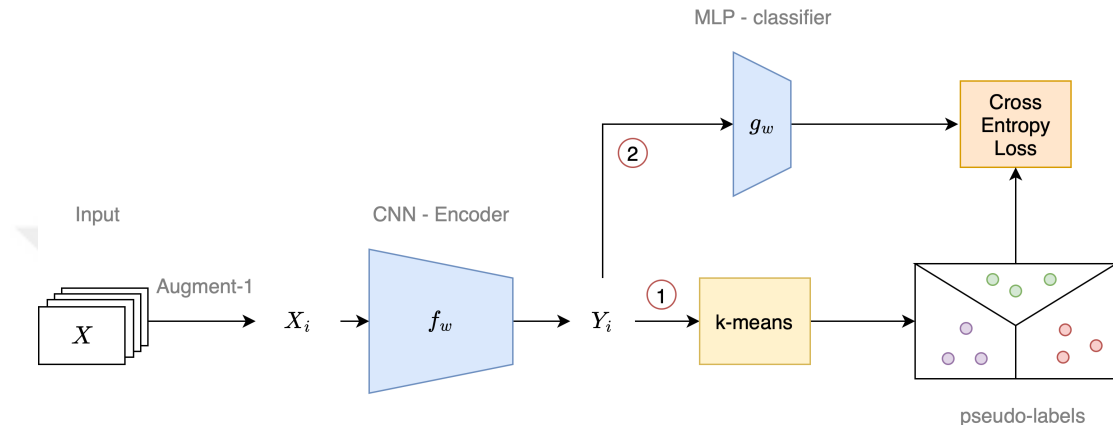 MLP - classifier
g_w
Cross
Entropy
Loss
2
Input
CNN - Encoder
Augment-1
1
X
X_i
f_w
Y_i
k-means
pseudo-labels